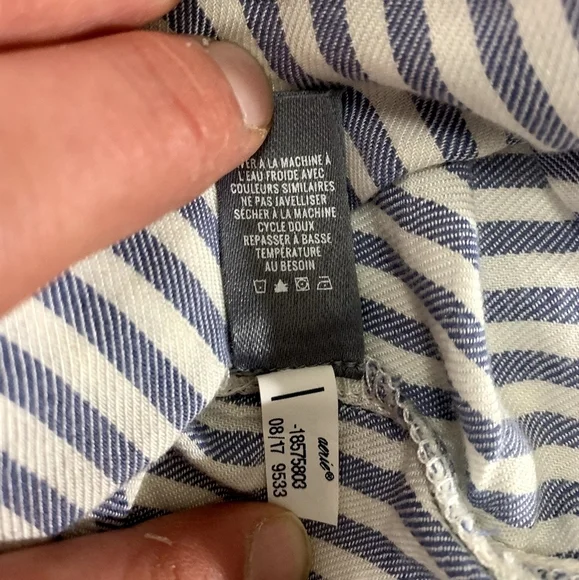 VER À LA MACHINE À
L'EAU FROIDE AVEC
COULEURS SIMILAIRES
NE PAS JAVELLISER
SÉCHER À LA MACHINE
CYCLE DOUX
REPASSER À BASSE
TEMPÉRATURE
AU BESOIN
-18575803
08/17 9533